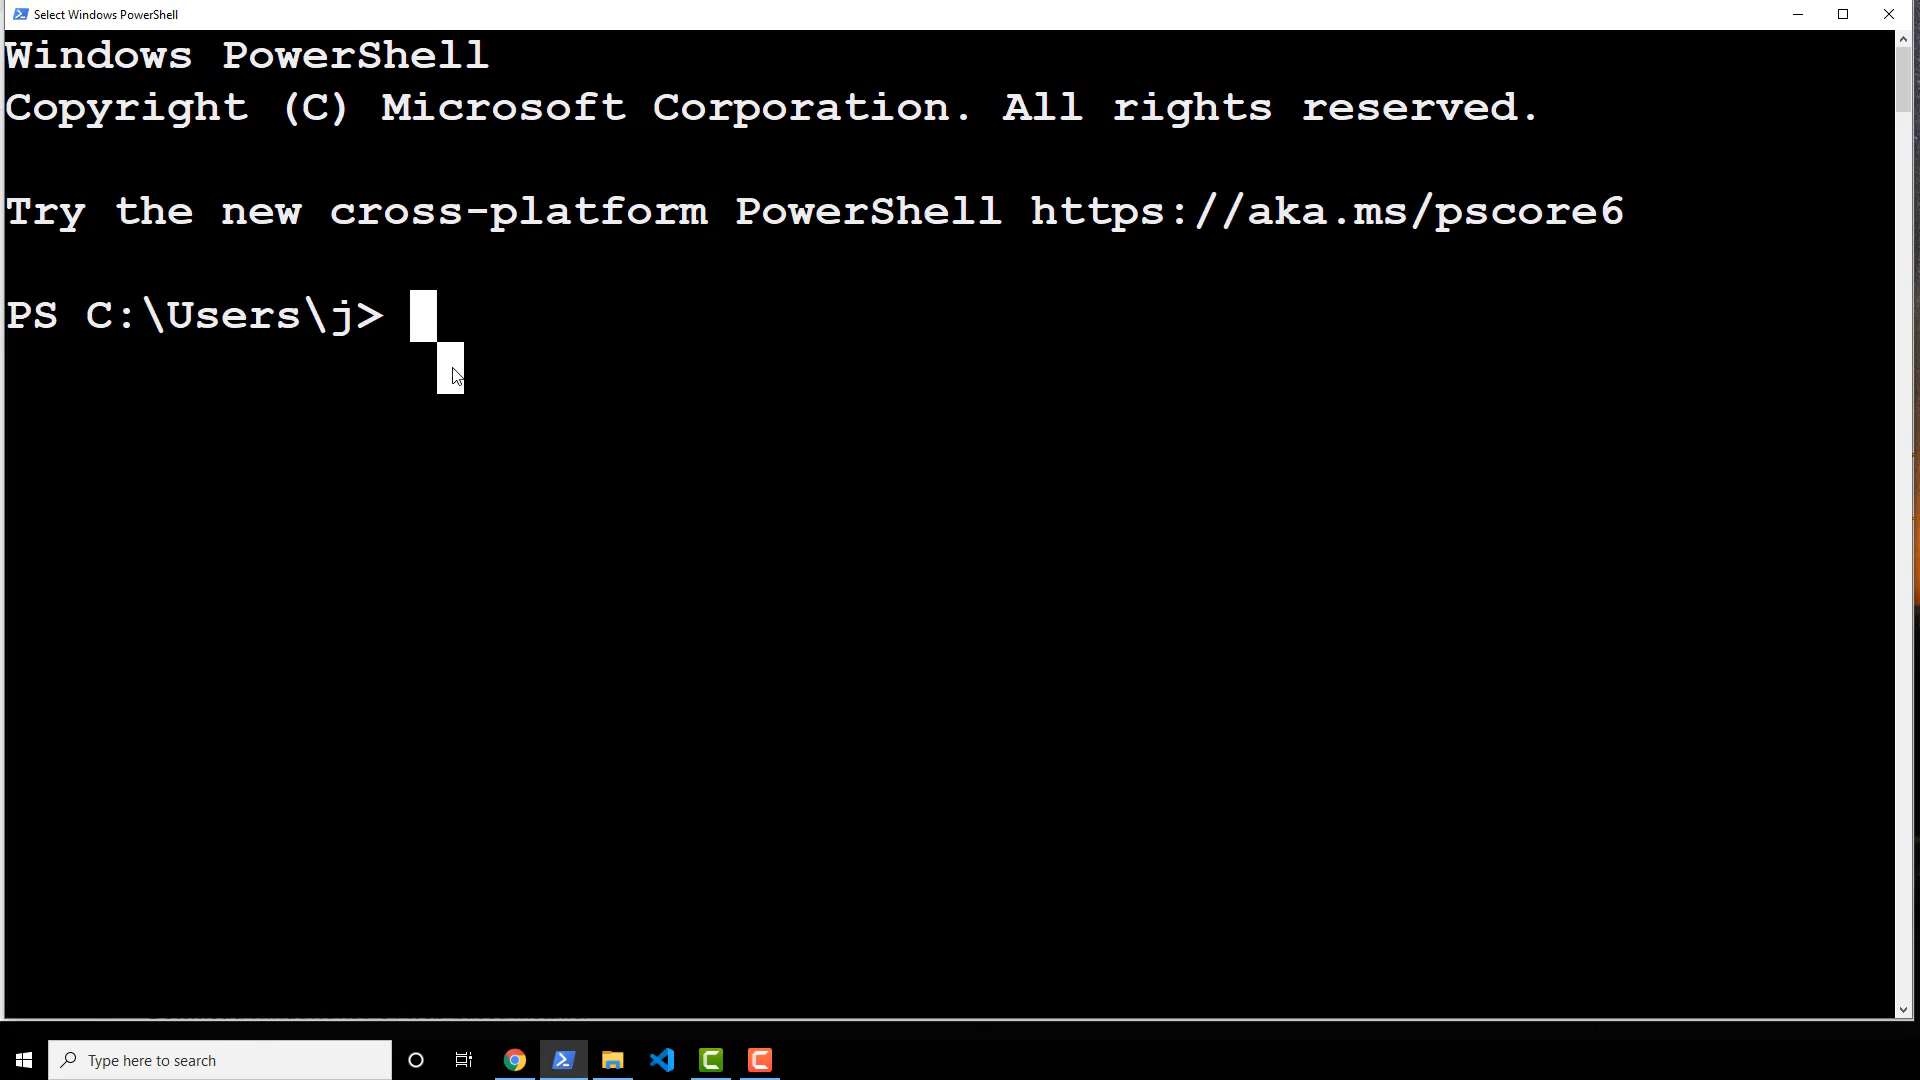 Select Windows PowerShell
Windows PowerShell
Copyright (C) Microsoft Corporation. All rights reserved.
Try the new cross-platform PowerShell https://aka.ms/pscore6
PS C:\Users\j>
Type here to search